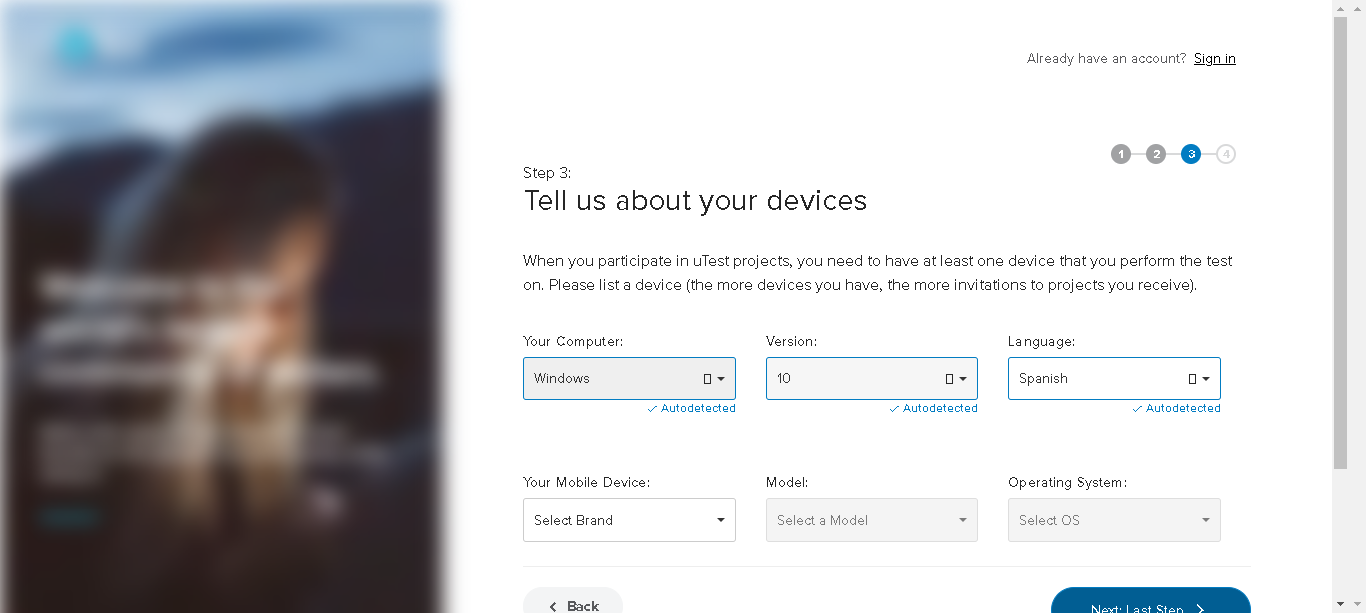 Already have an account? Sign in
1 2 3 4
Step 3:
Tell us about your devices
When you participate in uTest projects, you need to have at least one device that you perform the test
on. Please list a device (the more devices you have, the more invitations to projects you receive).
Your Computer: Version: Language:
Windows 10 Spanish
Autodetected Autodetected Autodetected
Your Mobile Device: Model: Operating System:
Select Brand Select a Model Select OS
Back Next: Last Step